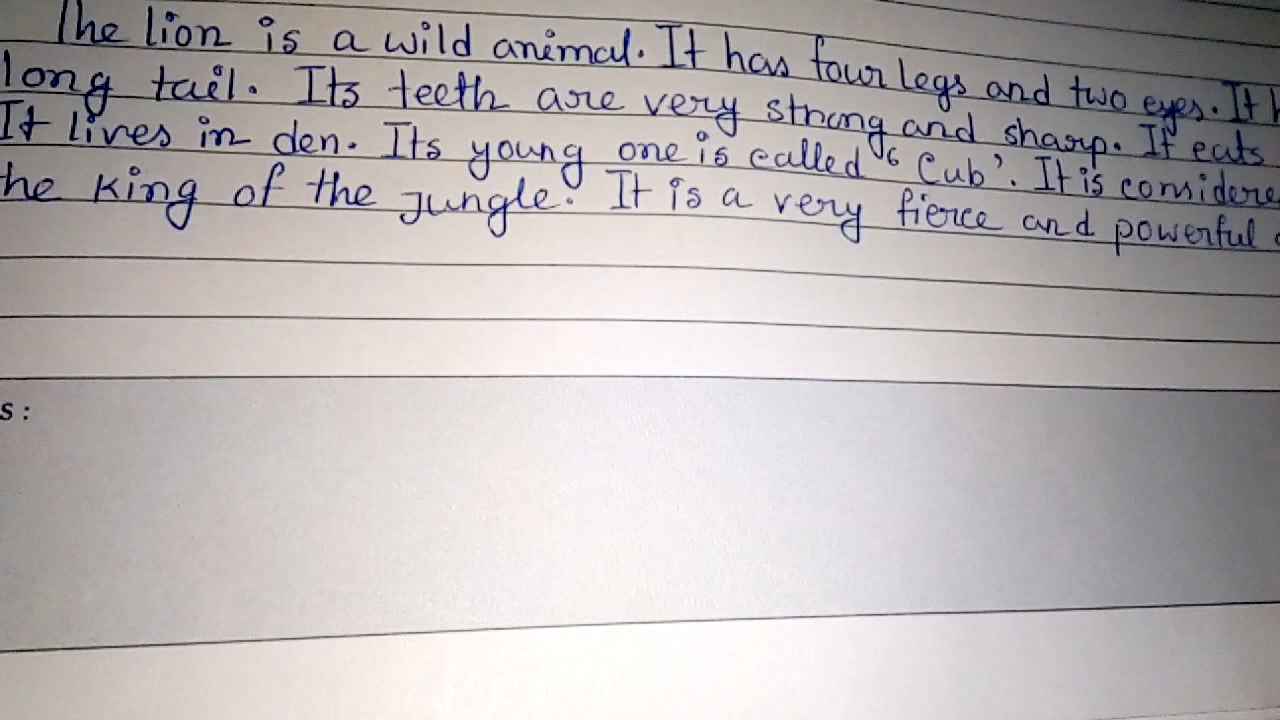 The lion is a wild animal. It has four legs and two eyes. It
long tail. Its teeth are very strong and sharp. It eats
It lives in den. Its young one is called 'Cub'. It is
he king of the jungle. It is a very fierce and powerful
s :